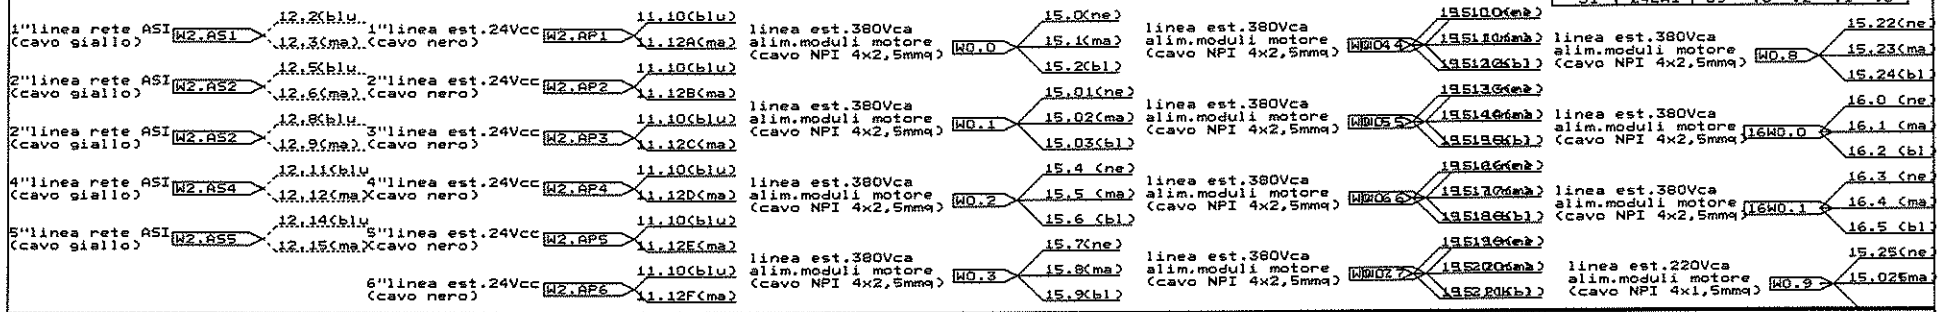 1"linea rete ASI
(cavo giallo)
W2.AS1
12.2(blu
12.3(ma)
2"linea rete ASI
(cavo giallo)
W2.AS2
12.5(blu
12.6(ma)
2"linea rete ASI
(cavo giallo)
W2.AS2
12.8(blu
12.9(ma)
4"linea rete ASI
(cavo giallo)
W2.AS4
12.11(blu
12.12(ma)
5"linea rete ASI
(cavo giallo)
W2.AS5
12.14(blu
12.15(ma)
1"linea est.24Vcc
(cavo nero)
W2.AP1
11.10(blu)
11.12A(ma)
2"linea est.24Vcc
(cavo nero)
W2.AP2
11.10(blu)
11.12B(ma)
3"linea est.24Vcc
(cavo nero)
W2.AP3
11.10(blu)
11.12C(ma)
4"linea est.24Vcc
(cavo nero)
W2.AP4
11.10(blu)
11.12D(ma)
5"linea est.24Vcc
(cavo nero)
W2.AP5
11.10(blu)
11.12E(ma)
6"linea est.24Vcc
(cavo nero)
W2.AP6
11.10(blu)
11.12F(ma)
linea est.380Vca
alim.moduli motore
(cavo NPI 4x2,5mmq)
W0.0
15.0(ne)
15.1(ma)
15.2(bl)
linea est.380Vca
alim.moduli motore
(cavo NPI 4x2,5mmq)
W0.1
15.01(ne)
15.02(ma)
15.03(bl)
linea est.380Vca
alim.moduli motore
(cavo NPI 4x2,5mmq)
W0.2
15.4 (ne)
15.5 (ma)
15.6 (bl)
linea est.380Vca
alim.moduli motore
(cavo NPI 4x2,5mmq)
W0.3
15.7(ne)
15.8(ma)
15.9(bl)
linea est.380Vca
alim.moduli motore
(cavo NPI 4x2,5mmq)
linea est.380Vca
alim.moduli motore
(cavo NPI 4x2,5mmq)
linea est.380Vca
alim.moduli motore
(cavo NPI 4x2,5mmq)
linea est.380Vca
alim.moduli motore
(cavo NPI 4x2,5mmq)
linea est.380Vca
alim.moduli motore
(cavo NPI 4x2,5mmq)
W0.8
15.22(ne)
15.23(ma)
15.24(bl)
linea est.380Vca
alim.moduli motore
(cavo NPI 4x2,5mmq)
16W0.0
16.0 (ne)
16.1 (ma)
16.2 (bl)
linea est.380Vca
alim.moduli motore
(cavo NPI 4x2,5mmq)
16W0.1
16.3 (ne)
16.4 (ma)
16.5 (bl)
linea est.220Vca
alim.moduli motore
(cavo NPI 4x1,5mmq)
W0.9
15.25(ne)